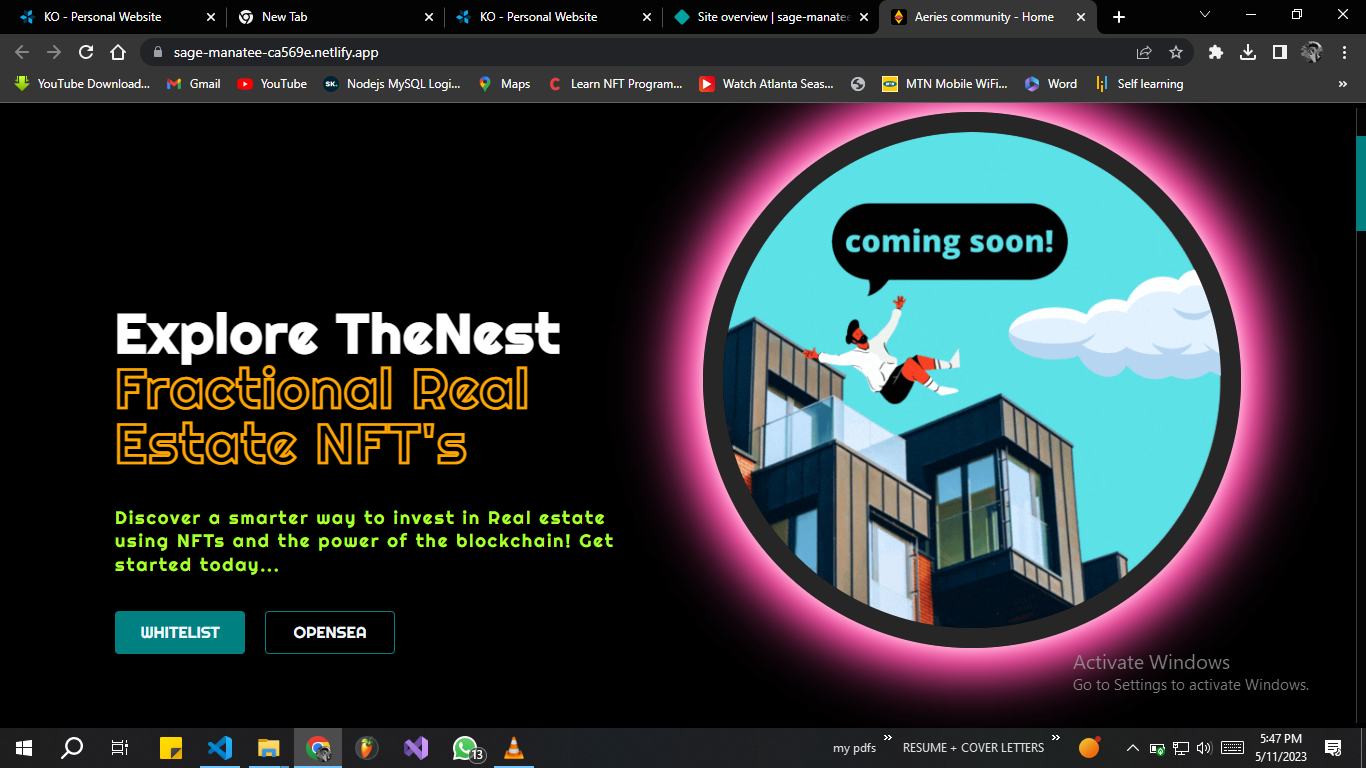 KO - Personal Website
New Tab
KO - Personal Website
Site overview | sage-manatee
Aeries community - Home
sage-manatee-ca569e.netlify.app
YouTube Download...
Gmail
YouTube
SK.
Nodejs MySQL Logi...
Maps
Learn NFT Program...
Watch Atlanta Seas...
MTN Mobile WiFi...
Word
Self learning
»
coming soon!
Explore TheNest
Fractional Real
Estate NFT's
Discover a smarter way to invest in Real estate
using NFTs and the power of the blockchain! Get
started today...
WHITELIST
OPENSEA
Activate Windows
Go to Settings to activate Windows.
13
my pdfs
»
RESUME + COVER LETTERS
»
5:47 PM
5/11/2023